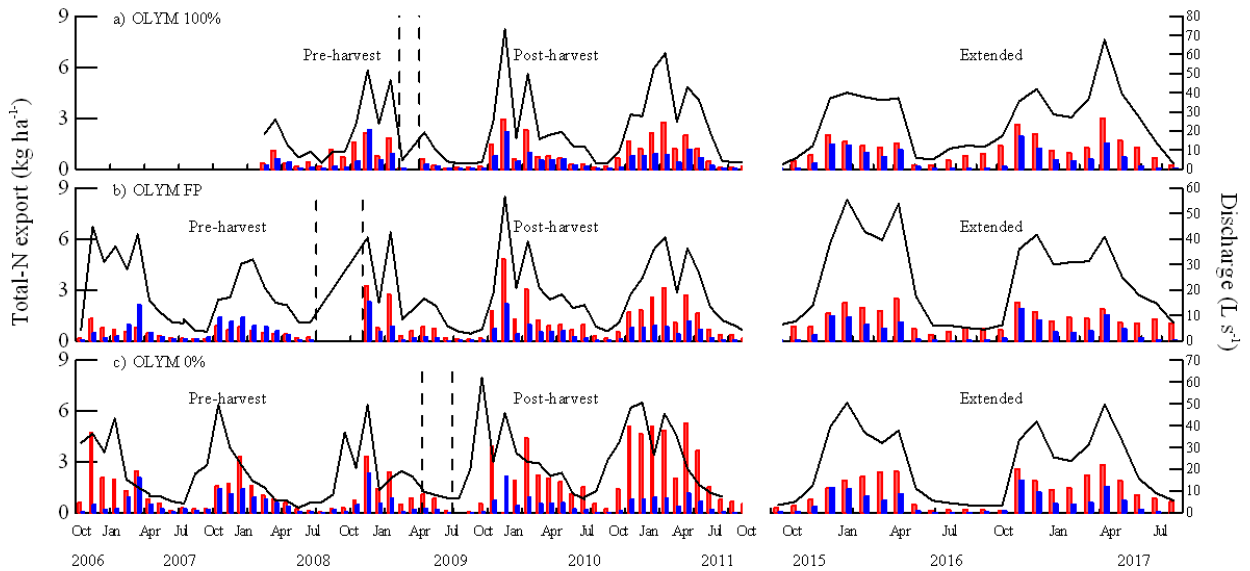 9 a) OLYM 100% 80
Pre-harvest Post-harvest Extended 70
6 60
50
40
3 30
20
10
0 0
9 b) OLYM FP 60
Pre-harvest Post-harvest Extended 50
6 40
30
3 20
10
0 0
9 c) OLYM 0% 70
Pre-harvest Post-harvest Extended 60
6 50
40
3 30
20
10
0 0
Total-N export (kg ha⁻¹)
Discharge (L s⁻¹)
Oct Jan Apr Jul Oct Jan Apr Jul Oct Jan Apr Jul Oct Jan Apr Jul Oct Jan Apr Jul Oct Oct Jan Apr Jul Oct Jan Apr Jul
2006 2007 2008 2009 2010 2011 2015 2016 2017